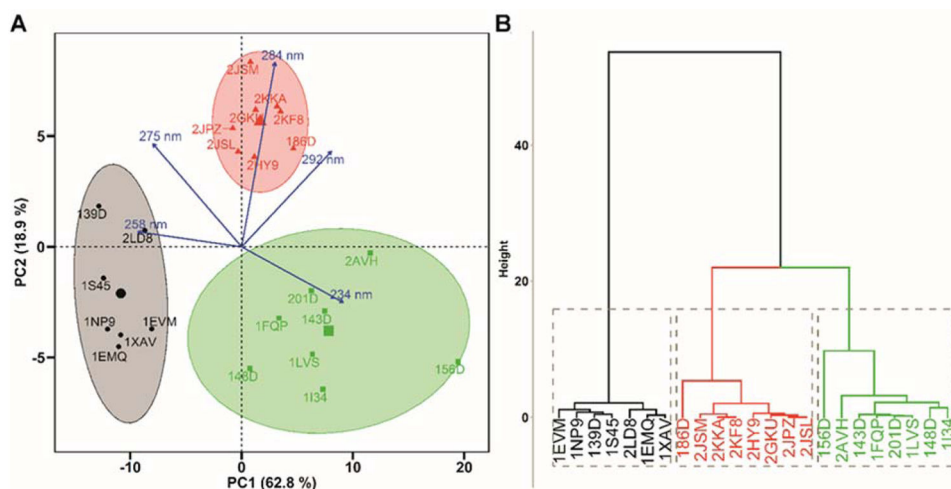 A
B
284 nm
2JSM
2KKA
2GKU
2KF8
2JPZ
186D
275 nm
2JSL
292 nm
2HY9
139D
258 nm
2LD8
2AVH
1S45
234 nm
201D
143D
1NP9
1EVM
1FQP
1XAV
1EMQ
1LVS
148D
156D
1I34
5
0
-5
-10
0
10
20
PC2 (18.9 %)
PC1 (62.8 %)
Height
40
20
0
1EVM
1NP9
139D
1S45
2LD8
1EMQ
1XAV
186D
2JSM
2KKA
2KF8
2HY9
2GKU
2JPZ
2JSL
156D
2AVH
143D
1FQP
201D
1LVS
148D
1I34